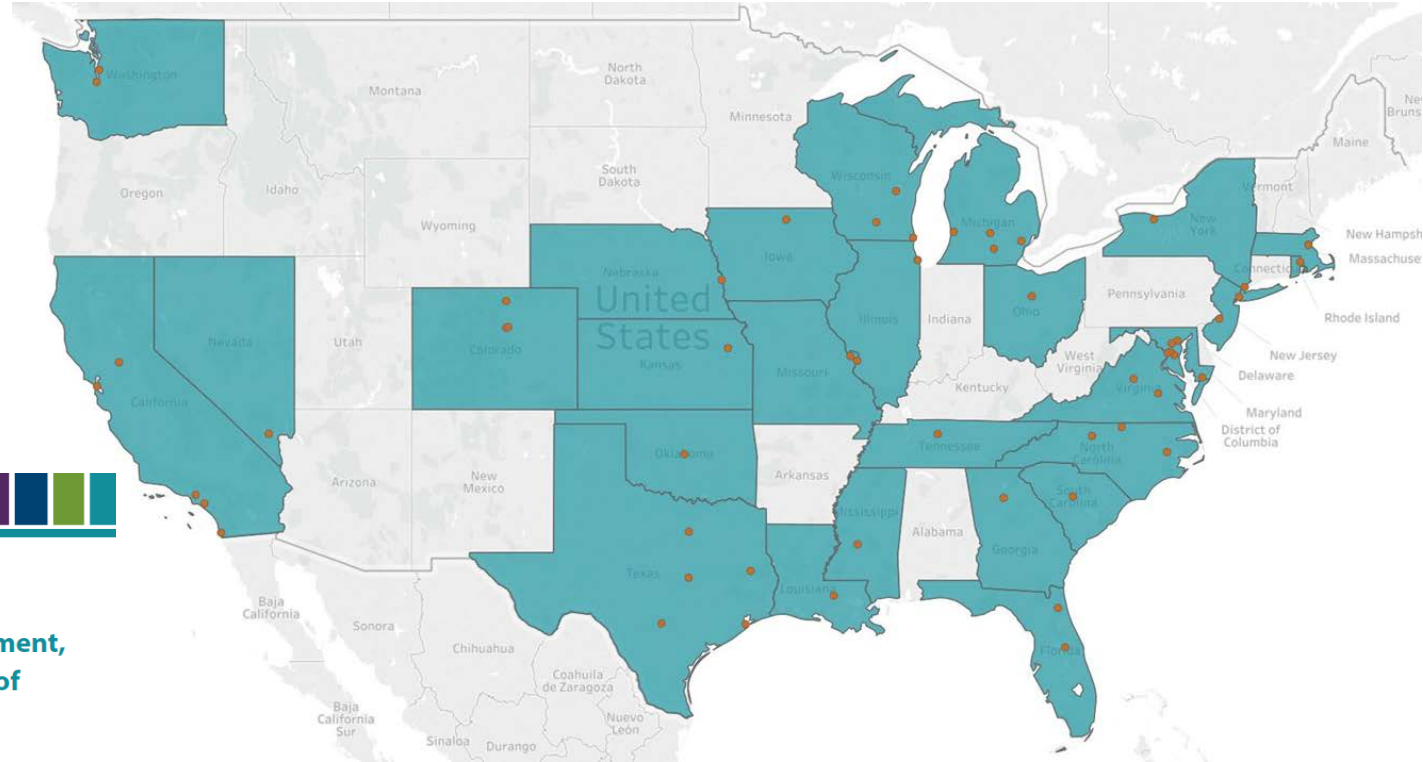 Washington
Montana
North
Dakota
Minnesota
Maine
Oregon
Idaho
South
Dakota
Wisconsin
Michigan
Vermont
New
York
Wyoming
New Hampsh
Massachuse
Iowa
Nebraska
United
States
Pennsylvania
Nevada
Utah
Colorado
Kansas
Illinois
Indiana
Ohio
Rhode Island
Missouri
West
Virginia
New Jersey
Delaware
California
Kentucky
Virginia
Maryland
District of
Columbia
Tennessee
North
Carolina
Arizona
New
Mexico
Oklahoma
Arkansas
South
Carolina
Mississippi
Alabama
Georgia
Texas
Louisiana
Baja
California
Sonora
Chihuahua
Florida
ment,
of
Coahuila
de Zaragoza
Baja
California
Sur
Sinaloa
Durango
Nuevo
León